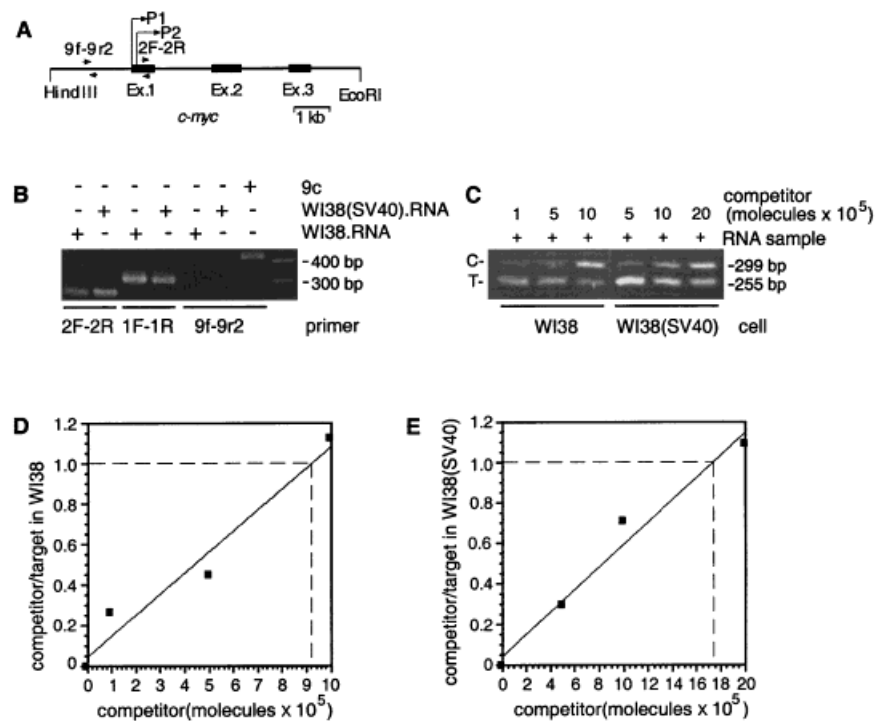 A
P1
P2
9f-9r2
2F-2R
HindIII
Ex.1
Ex.2
Ex.3
EcoRI
c-myc
1 kb
B
- - - - - - + 9c
- + - + - + - WI38(SV40).RNA
+ - + - + - - WI38.RNA
-400 bp
-300 bp
2F-2R 1F-1R 9f-9r2 primer
C
competitor
1 5 10 5 10 20 (molecules x 10⁵)
+ + + + + + RNA sample
C- -299 bp
T- -255 bp
WI38 WI38(SV40) cell
D
competitor/target in WI38
1.2
1.0
0.8
0.6
0.4
0.2
0
0 1 2 3 4 5 6 7 8 9 10
competitor(molecules x 10⁵)
E
competitor/target in WI38(SV40)
1.2
1.0
0.8
0.6
0.4
0.2
0.0
0 2 4 6 8 10 12 14 16 18 20
competitor(molecules x 10⁵)